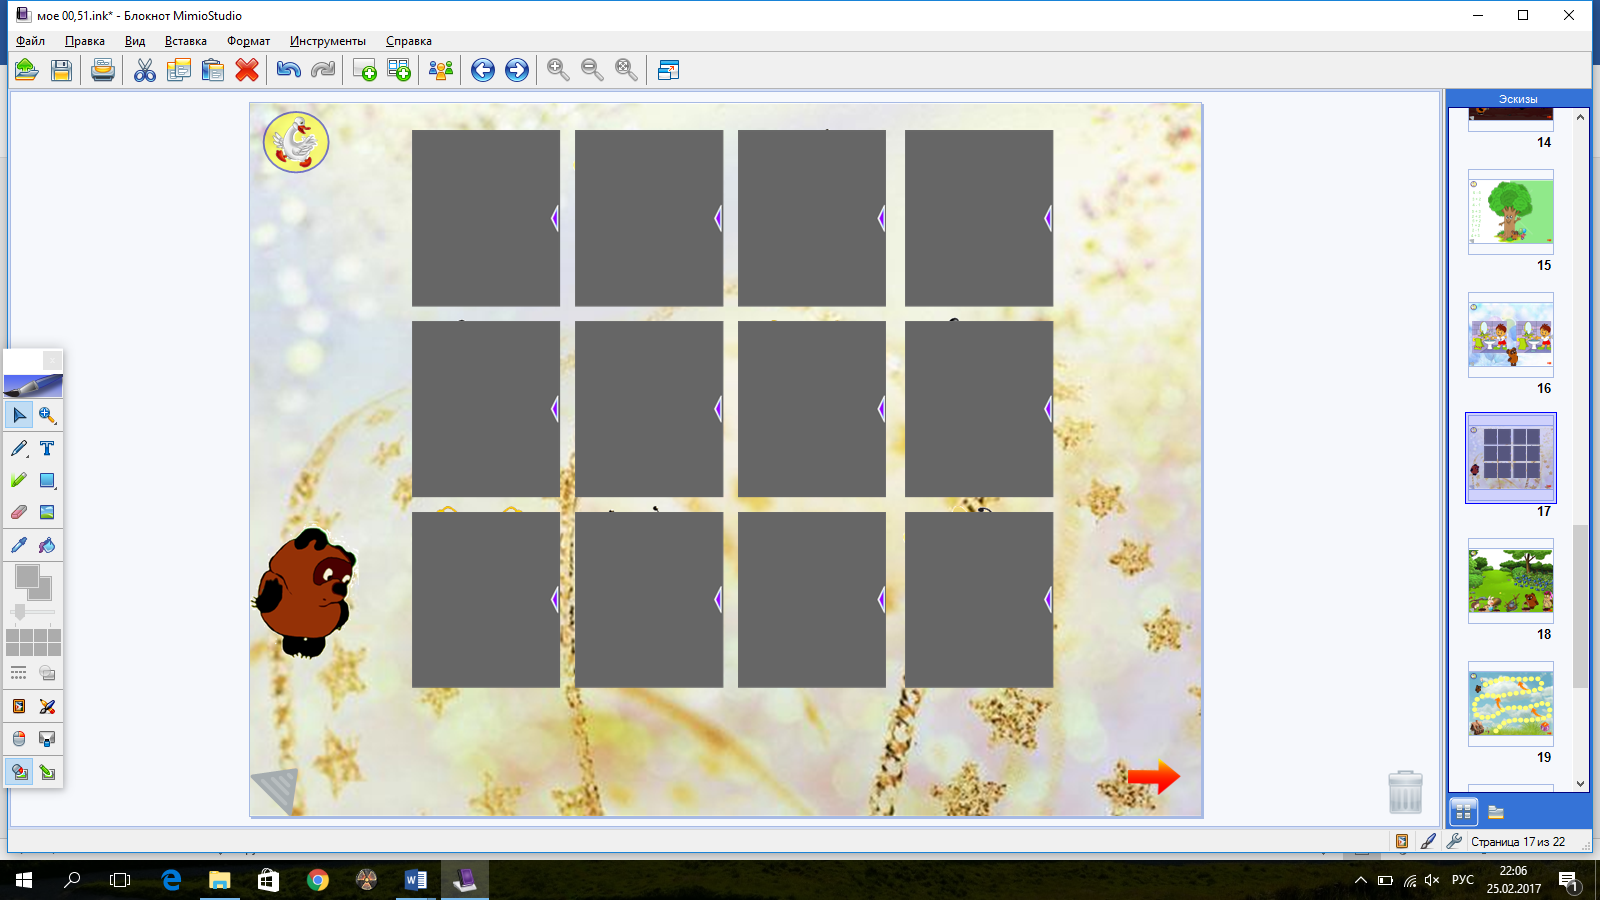 мое 00,51.ink* - Блокнот MimioStudio
Файл Правка Вид Вставка Формат Инструменты Справка
Эскизы
14
15
16
17
18
19
Страница 17 из 22
РУС
22:06
25.02.2017
1